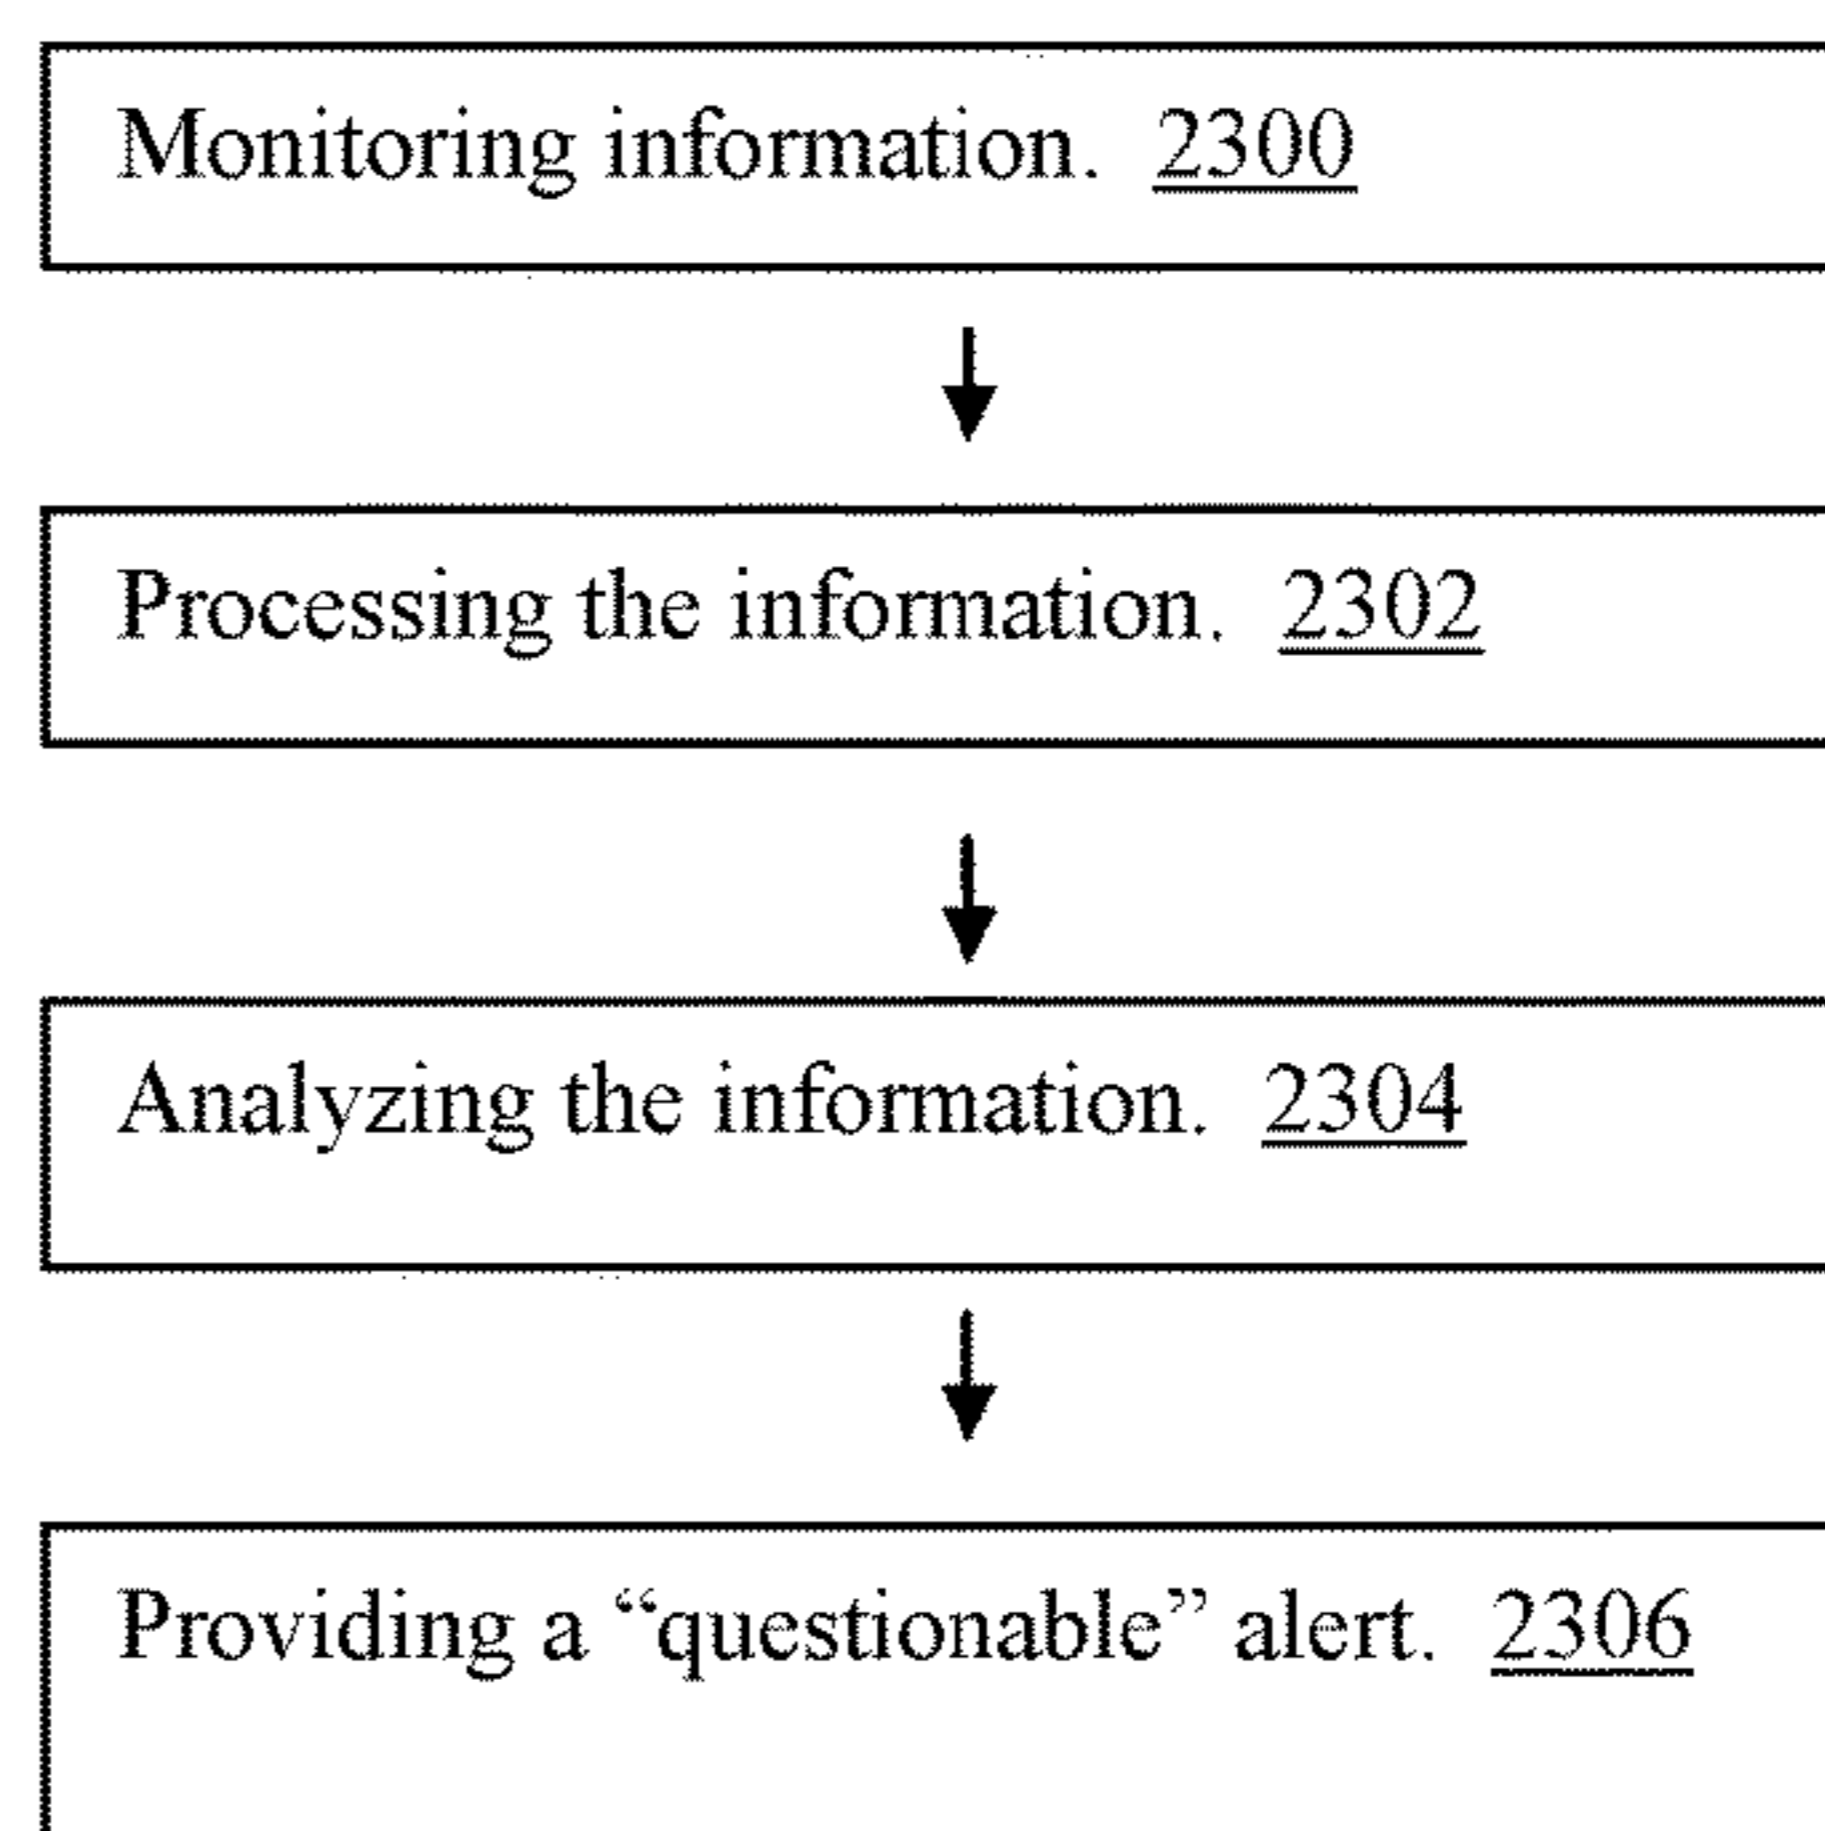 Monitoring information. 2300
Processing the information. 2302
Analyzing the information. 2304
Providing a “questionable” alert. 2306